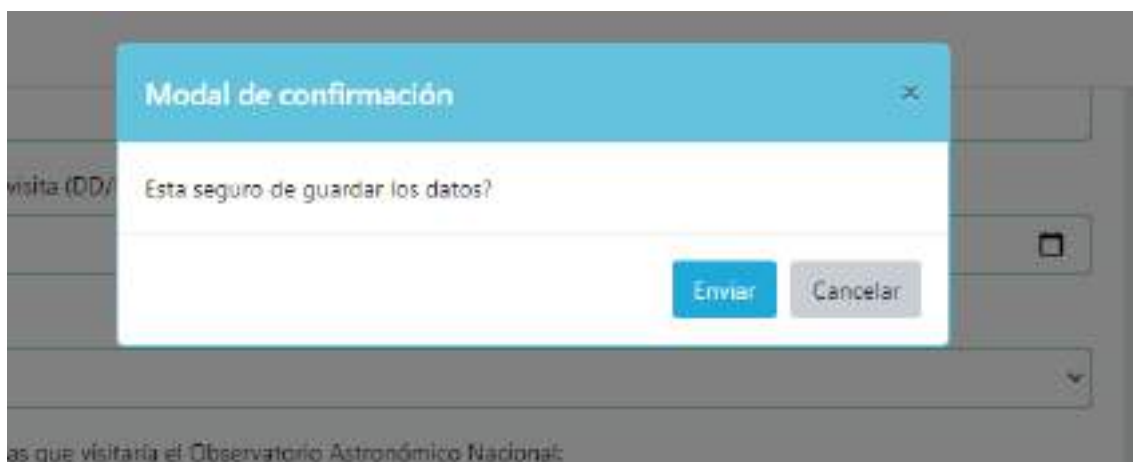 Modal de confirmación ×
visita (DD/
Esta seguro de guardar los datos?
Enviar Cancelar
as que visitaría el Observatorio Astronómico Nacional: